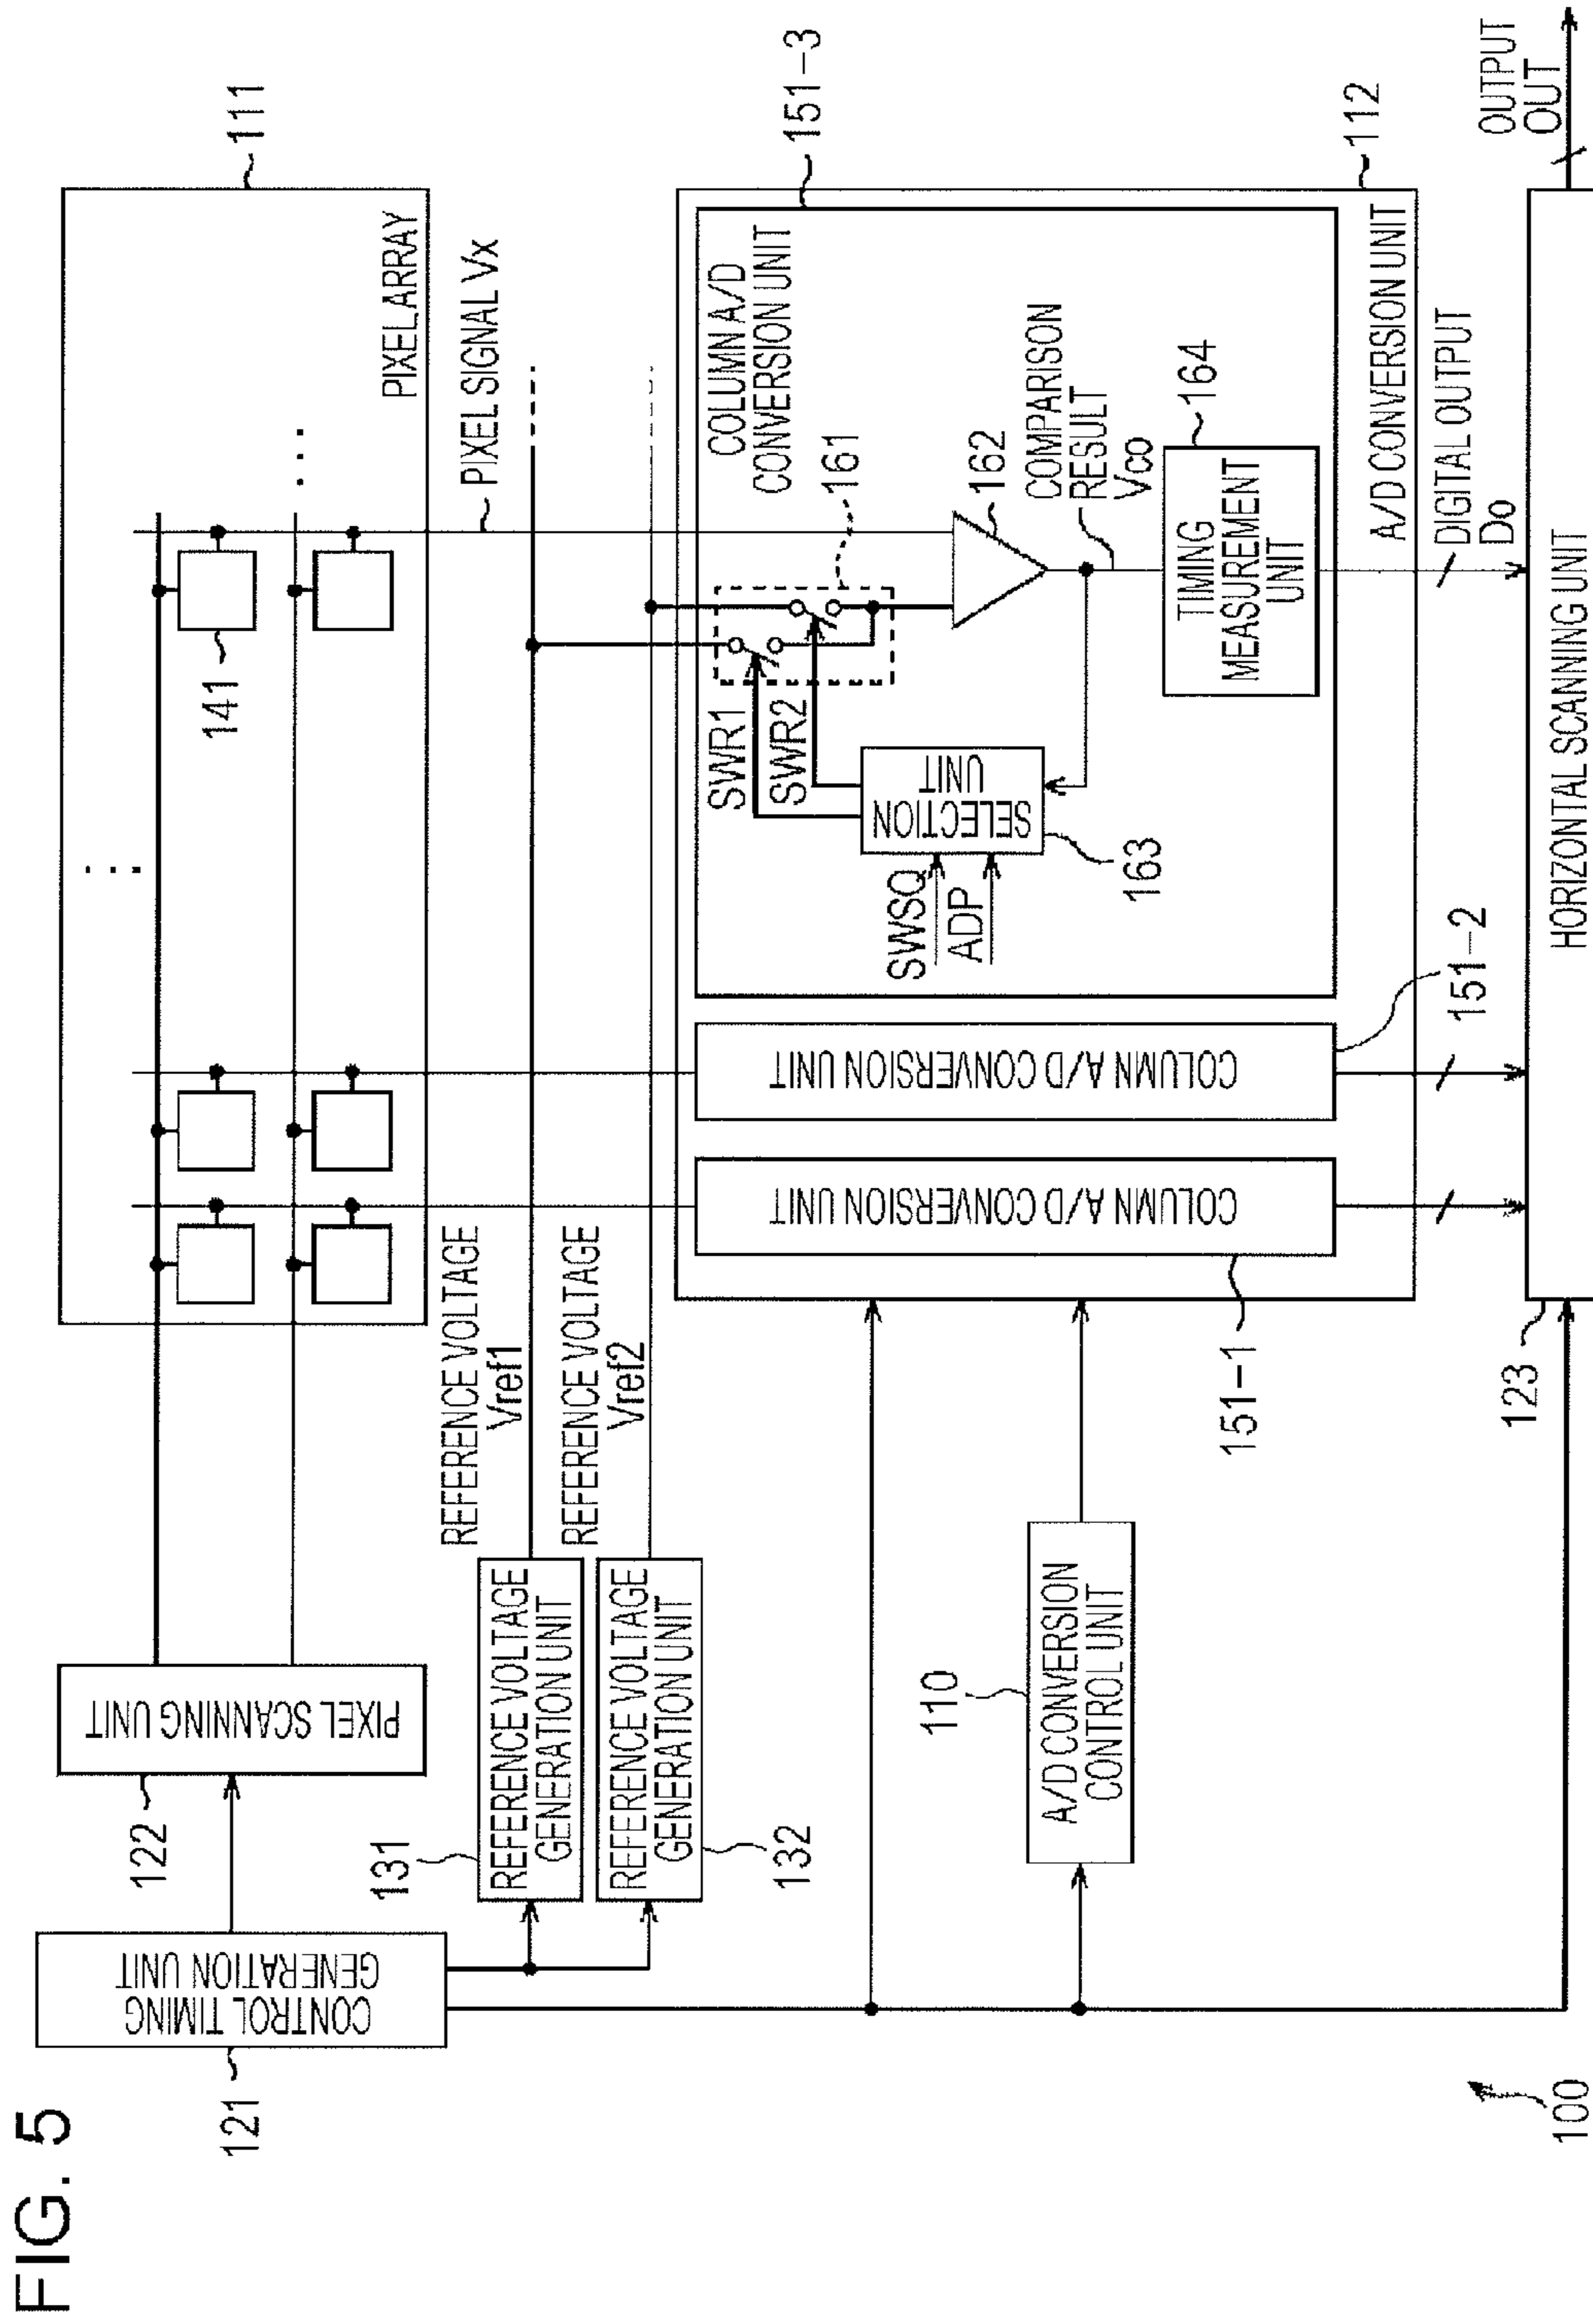 FIG. 5
121
CONTROL TIMING
GENERATION UNIT
122
PIXEL SCANNING UNIT
111
PIXEL ARRAY
141
...
...
131
REFERENCE VOLTAGE
GENERATION UNIT
132
REFERENCE VOLTAGE
GENERATION UNIT
REFERENCE VOLTAGE
Vref1
REFERENCE VOLTAGE
Vref2
PIXEL SIGNAL Vx
110
A/D CONVERSION
CONTROL UNIT
151-1
COLUMN A/D CONVERSION UNIT
151-2
COLUMN A/D CONVERSION UNIT
151-3
COLUMN A/D
CONVERSION UNIT
161
SWR1
SWR2
162
SELECTION
UNIT
163
SWSQ
ADP
COMPARISON
RESULT
Vco
164
TIMING
MEASUREMENT
UNIT
112
A/D CONVERSION UNIT
DIGITAL OUTPUT
Do
123
HORIZONTAL SCANNING UNIT
OUTPUT
OUT
100